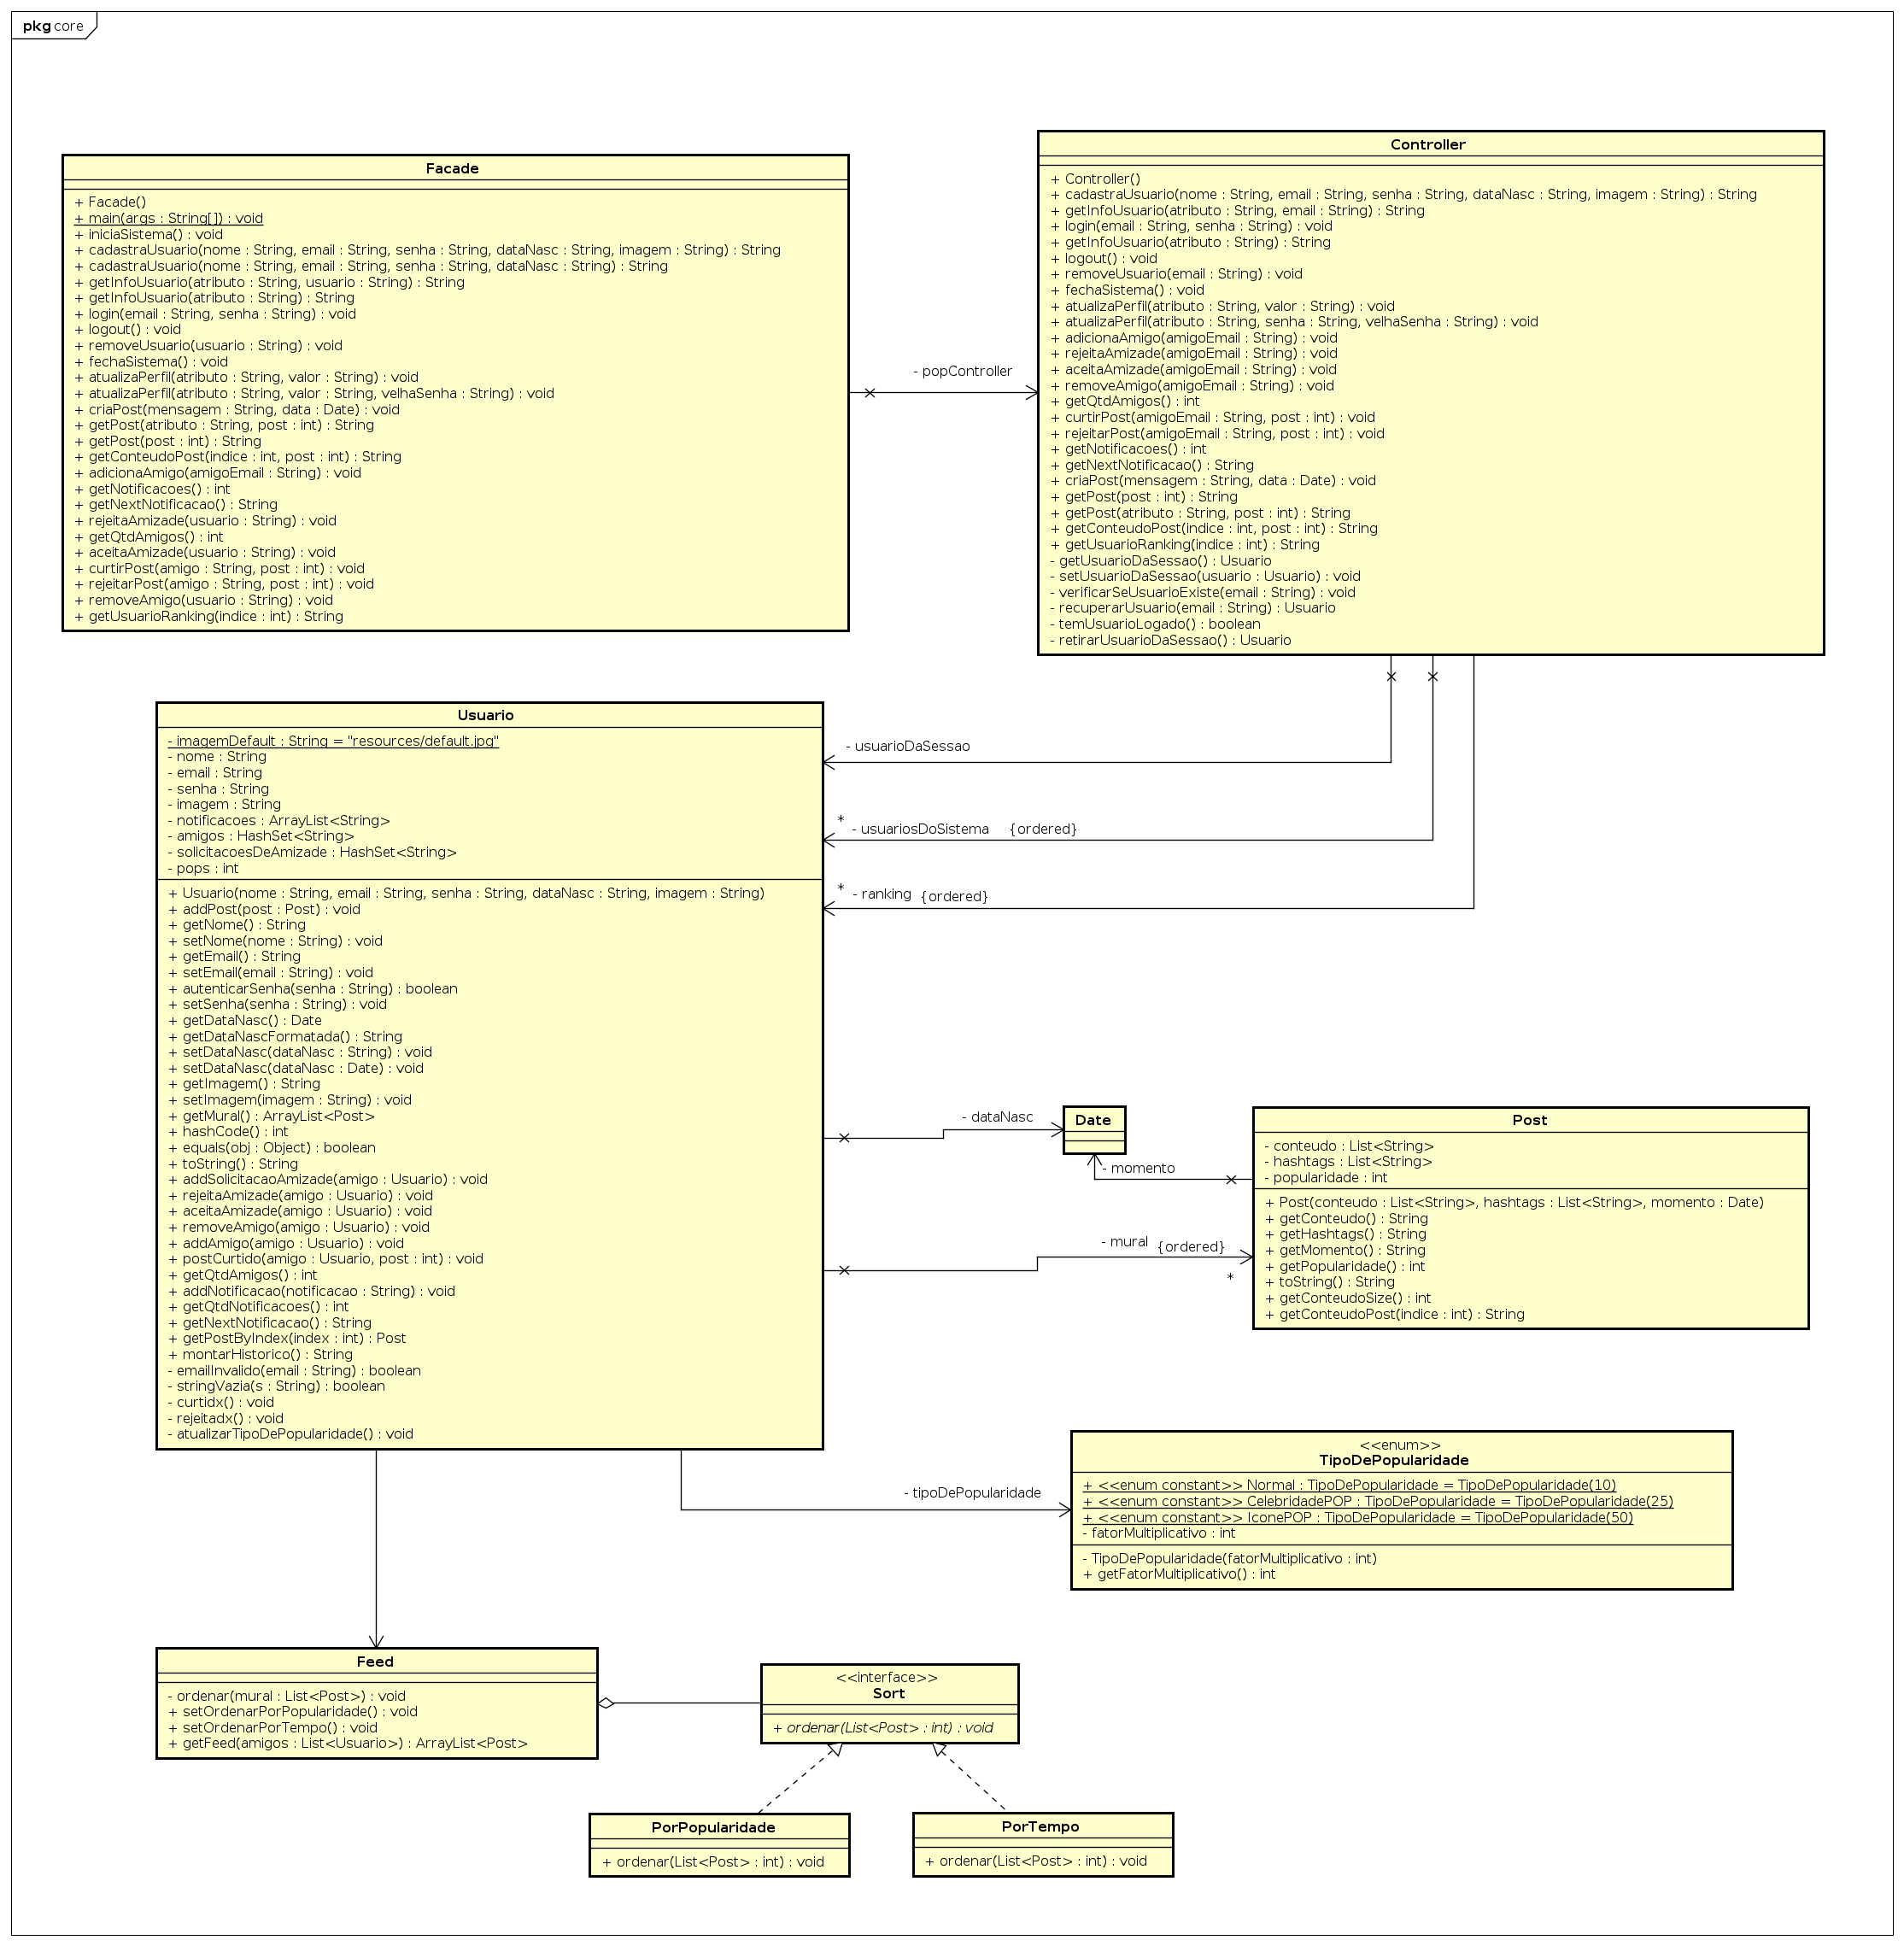 pkg core
Facade
+ Facade()
+ main(args : String[]) : void
+ iniciaSistema() : void
+ cadastraUsuario(nome : String, email : String, senha : String, dataNasc : String, imagem : String) : String
+ cadastraUsuario(nome : String, email : String, senha : String, dataNasc : String) : String
+ getInfoUsuario(atributo : String, usuario : String) : String
+ getInfoUsuario(atributo : String) : String
+ login(email : String, senha : String) : void
+ logout() : void
+ removeUsuario(usuario : String) : void
+ fechaSistema() : void
+ atualizaPerfil(atributo : String, valor : String) : void
+ atualizaPerfil(atributo : String, valor : String, velhaSenha : String) : void
+ criaPost(mensagem : String, data : Date) : void
+ getPost(atributo : String, post : int) : String
+ getPost(post : int) : String
+ getConteudoPost(indice : int, post : int) : String
+ adicionaAmigo(amigoEmail : String) : void
+ getNotificacoes() : int
+ getNextNotificacao() : String
+ rejeitaAmizade(usuario : String) : void
+ getQtdAmigos() : int
+ aceitaAmizade(usuario : String) : void
+ curtirPost(amigo : String, post : int) : void
+ rejeitarPost(amigo : String, post : int) : void
+ removeAmigo(usuario : String) : void
+ getUsuarioRanking(indice : int) : String
- popController
Controller
+ Controller()
+ cadastraUsuario(nome : String, email : String, senha : String, dataNasc : String, imagem : String) : String
+ getInfoUsuario(atributo : String, email : String) : String
+ login(email : String, senha : String) : void
+ getInfoUsuario(atributo : String) : String
+ logout() : void
+ removeUsuario(email : String) : void
+ fechaSistema() : void
+ atualizaPerfil(atributo : String, valor : String) : void
+ atualizaPerfil(atributo : String, senha : String, velhaSenha : String) : void
+ adicionaAmigo(amigoEmail : String) : void
+ rejeitaAmizade(amigoEmail : String) : void
+ aceitaAmizade(amigoEmail : String) : void
+ removeAmigo(amigoEmail : String) : void
+ getQtdAmigos() : int
+ curtirPost(amigoEmail : String, post : int) : void
+ rejeitarPost(amigoEmail : String, post : int) : void
+ getNotificacoes() : int
+ getNextNotificacao() : String
+ criaPost(mensagem : String, data : Date) : void
+ getPost(post : int) : String
+ getPost(atributo : String, post : int) : String
+ getConteudoPost(indice : int, post : int) : String
+ getUsuarioRanking(indice : int) : String
- getUsuarioDaSessao() : Usuario
- setUsuarioDaSessao(usuario : Usuario) : void
- verificarSeUsuarioExiste(email : String) : void
- recuperarUsuario(email : String) : Usuario
- temUsuarioLogado() : boolean
- retirarUsuarioDaSessao() : Usuario
Usuario
- imagemDefault : String = "resources/default.jpg"
- nome : String
- email : String
- senha : String
- imagem : String
- notificacoes : ArrayList<String>
- amigos : HashSet<String>
- solicitacoesDeAmizade : HashSet<String>
- pops : int
+ Usuario(nome : String, email : String, senha : String, dataNasc : String, imagem : String)
+ addPost(post : Post) : void
+ getNome() : String
+ setNome(nome : String) : void
+ getEmail() : String
+ setEmail(email : String) : void
+ autenticarSenha(senha : String) : boolean
+ setSenha(senha : String) : void
+ getDataNasc() : Date
+ getDataNascFormatada() : String
+ setDataNasc(dataNasc : String) : void
+ setDataNasc(dataNasc : Date) : void
+ getImagem() : String
+ setImagem(imagem : String) : void
+ getMural() : ArrayList<Post>
+ hashCode() : int
+ equals(obj : Object) : boolean
+ toString() : String
+ addSolicitacaoAmizade(amigo : Usuario) : void
+ rejeitaAmizade(amigo : Usuario) : void
+ aceitaAmizade(amigo : Usuario) : void
+ removeAmigo(amigo : Usuario) : void
+ addAmigo(amigo : Usuario) : void
+ postCurtido(amigo : Usuario, post : int) : void
+ getQtdAmigos() : int
+ addNotificacao(notificacao : String) : void
+ getQtdNotificacoes() : int
+ getNextNotificacao() : String
+ getPostByIndex(index : int) : Post
+ montarHistorico() : String
- emailInvalido(email : String) : boolean
- stringVazia(s : String) : boolean
- curtidx() : void
- rejeitadx() : void
- atualizarTipoDePopularidade() : void
- usuarioDaSessao
*
- usuariosDoSistema {ordered}
*
- ranking {ordered}
- dataNasc
Date
- momento
- mural {ordered}
*
Post
- conteudo : List<String>
- hashtags : List<String>
- popularidade : int
+ Post(conteudo : List<String>, hashtags : List<String>, momento : Date)
+ getConteudo() : String
+ getHashtags() : String
+ getMomento() : String
+ getPopularidade() : int
+ toString() : String
+ getConteudoSize() : int
+ getConteudoPost(indice : int) : String
- tipoDePopularidade
<<enum>>
TipoDePopularidade
+ <<enum constant>> Normal : TipoDePopularidade = TipoDePopularidade(10)
+ <<enum constant>> CelebridadePOP : TipoDePopularidade = TipoDePopularidade(25)
+ <<enum constant>> IconePOP : TipoDePopularidade = TipoDePopularidade(50)
- fatorMultiplicativo : int
- TipoDePopularidade(fatorMultiplicativo : int)
+ getFatorMultiplicativo() : int
Feed
- ordenar(mural : List<Post>) : void
+ setOrdenarPorPopularidade() : void
+ setOrdenarPorTempo() : void
+ getFeed(amigos : List<Usuario>) : ArrayList<Post>
<<interface>>
Sort
+ ordenar(List<Post> : int) : void
PorPopularidade
+ ordenar(List<Post> : int) : void
PorTempo
+ ordenar(List<Post> : int) : void